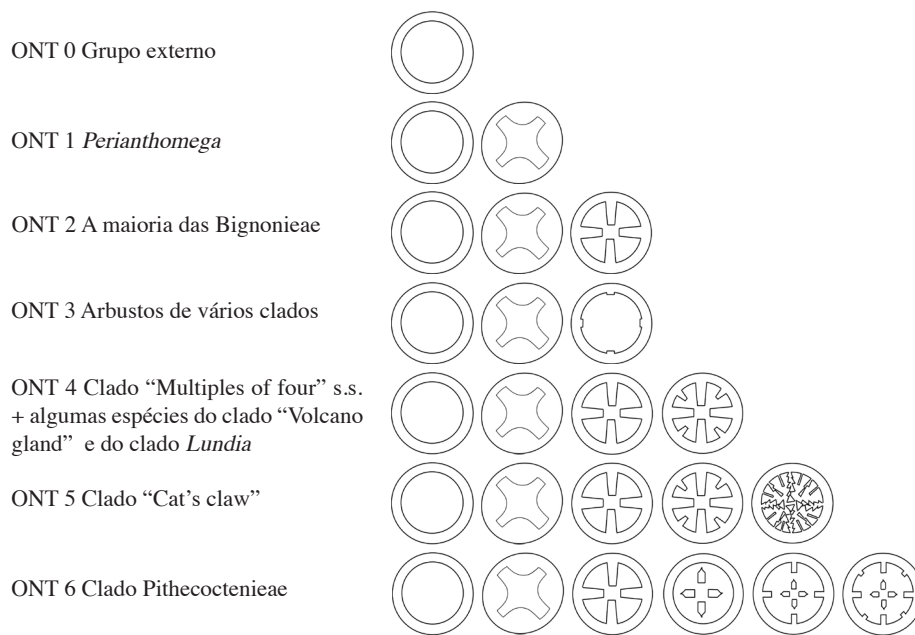 ONT 0 Grupo externo
ONT 1 Perianthomega
ONT 2 A maioria das Bignonieae
ONT 3 Arbustos de vários clados
ONT 4 Clado “Multiples of four” s.s.
+ algumas espécies do clado “Volcano
gland” e do clado Lundia
ONT 5 Clado “Cat’s claw”
ONT 6 Clado Pithecoctenieae